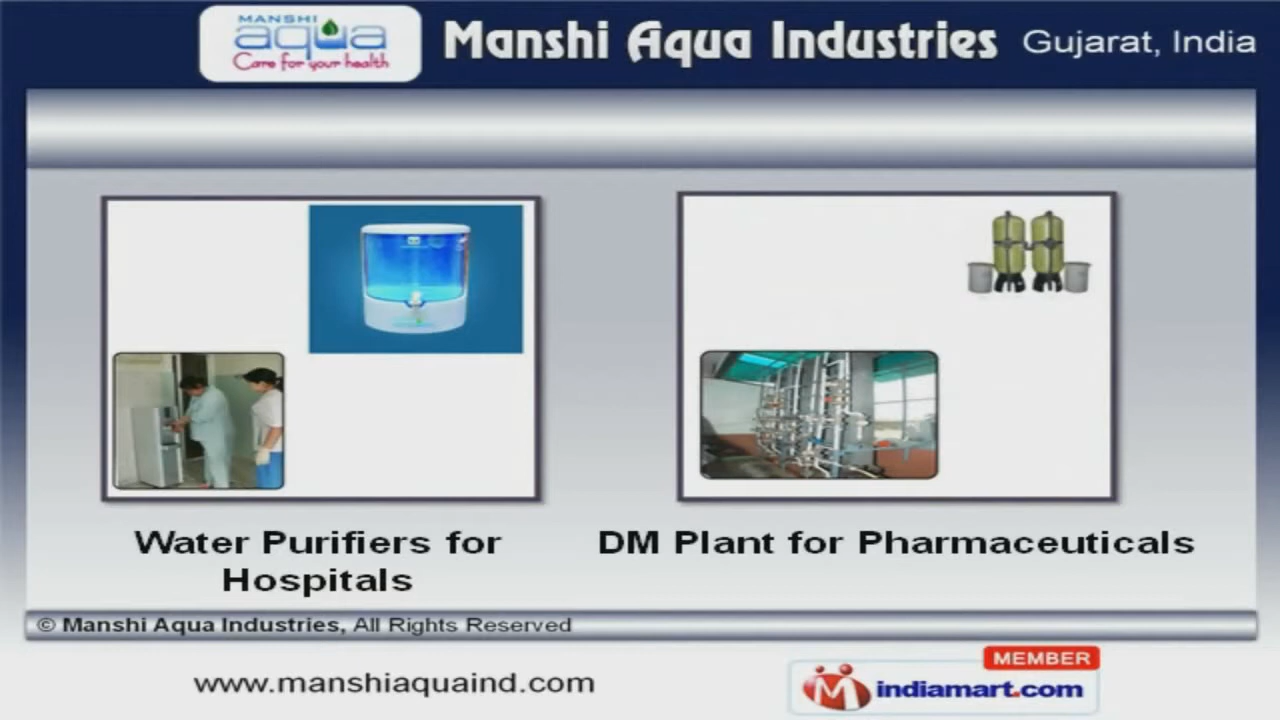 MANSHI
aqua
Care for your health
Manshi Aqua Industries
Gujarat, India
Water Purifiers for
Hospitals
DM Plant for Pharmaceuticals
© Manshi Aqua Industries, All Rights Reserved
www.manshiaquaind.com
MEMBER
indiamart.com